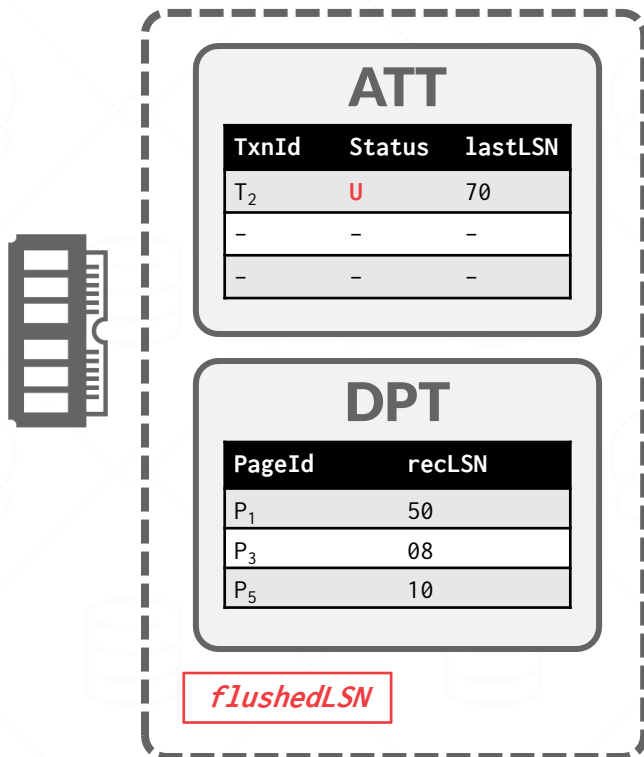 ATT
TxnId Status lastLSN
T₂ U 70
– – –
– – –
DPT
PageId recLSN
P₁ 50
P₃ 08
P₅ 10
flushedLSN